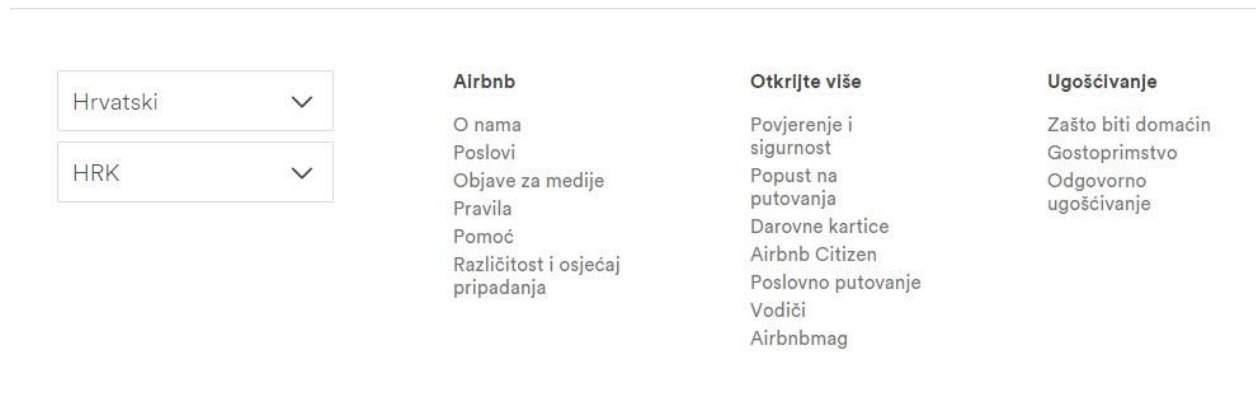 Hrvatski
HRK
Airbnb
O nama
Poslovi
Objave za medije
Pravila
Pomoć
Različitost i osjećaj
pripadanja
Otkrijte više
Povjerenje i
sigurnost
Popust na
putovanja
Darovne kartice
Airbnb Citizen
Poslovno putovanje
Vodiči
Airbnbmag
Ugošćivanje
Zašto biti domaćin
Gostoprimstvo
Odgovorno
ugošćivanje